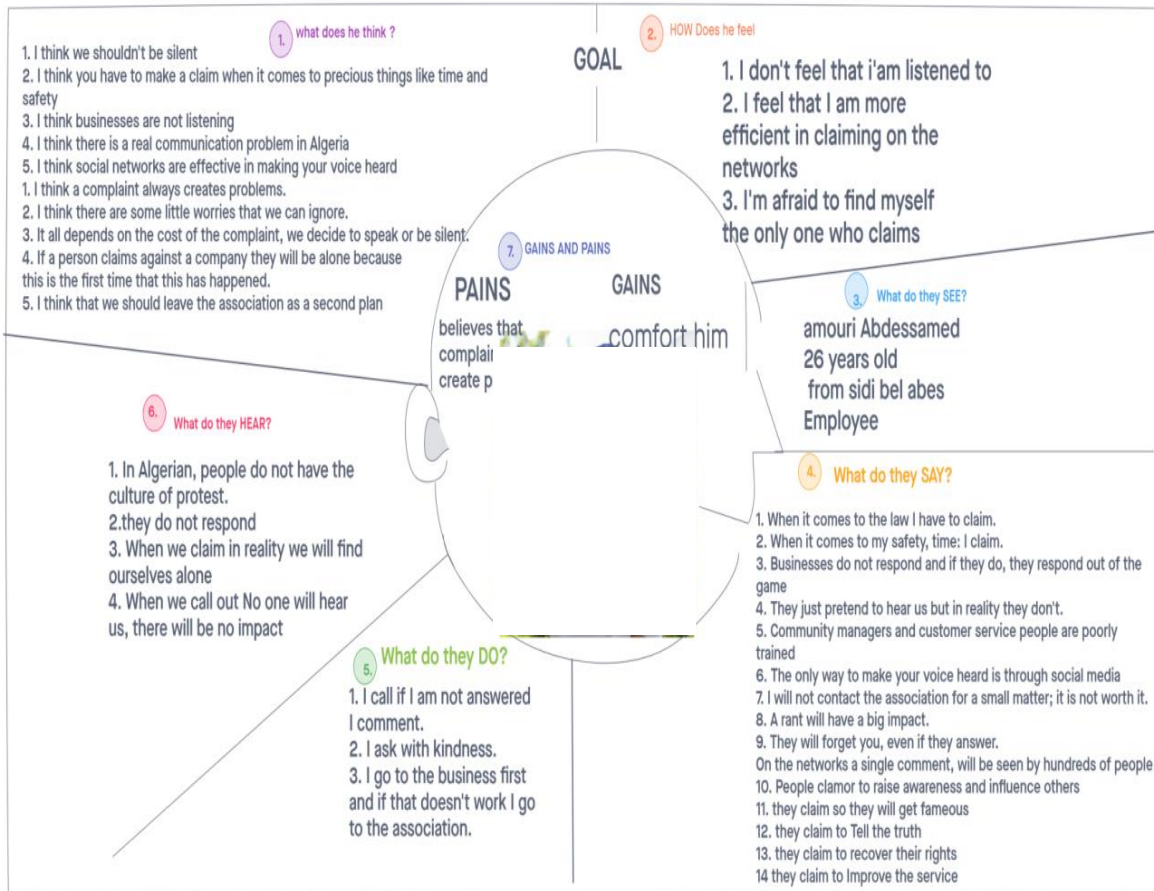 1. what does he think ?
1. I think we shouldn't be silent
2. I think you have to make a claim when it comes to precious things like time and
safety
3. I think businesses are not listening
4. I think there is a real communication problem in Algeria
5. I think social networks are effective in making your voice heard
1. I think a complaint always creates problems.
2. I think there are some little worries that we can ignore.
3. It all depends on the cost of the complaint, we decide to speak or be silent.
4. If a person claims against a company they will be alone because
this is the first time that this has happened.
5. I think that we should leave the association as a second plan
GOAL
2. HOW Does he feel
1. I don't feel that i'am listened to
2. I feel that I am more
efficient in claiming on the
networks
3. I'm afraid to find myself
the only one who claims
7. GAINS AND PAINS
PAINS
believes that
create p
GAINS
comfort him
3. What do they SEE?
amouri Abdessamed
26 years old
from sidi bel abes
Employee
4. What do they SAY?
1. When it comes to the law I have to claim.
2. When it comes to my safety, time: I claim.
3. Businesses do not respond and if they do, they respond out of the
game
4. They just pretend to hear us but in reality they don't.
5. Community managers and customer service people are poorly
trained
6. The only way to make your voice heard is through social media
7. I will not contact the association for a small matter; it is not worth it.
8. A rant will have a big impact.
9. They will forget you, even if they answer.
On the networks a single comment, will be seen by hundreds of people
10. People clamor to raise awareness and influence others
11. they claim so they will get fameous
12. they claim to Tell the truth
13. they claim to recover their rights
14 they claim to Improve the service
5. What do they DO?
1. I call if I am not answered
I comment.
2. I ask with kindness.
3. I go to the business first
and if that doesn't work I go
to the association.
6. What do they HEAR?
1. In Algerian, people do not have the
culture of protest.
2.they do not respond
3. When we claim in reality we will find
ourselves alone
4. When we call out No one will hear
us, there will be no impact